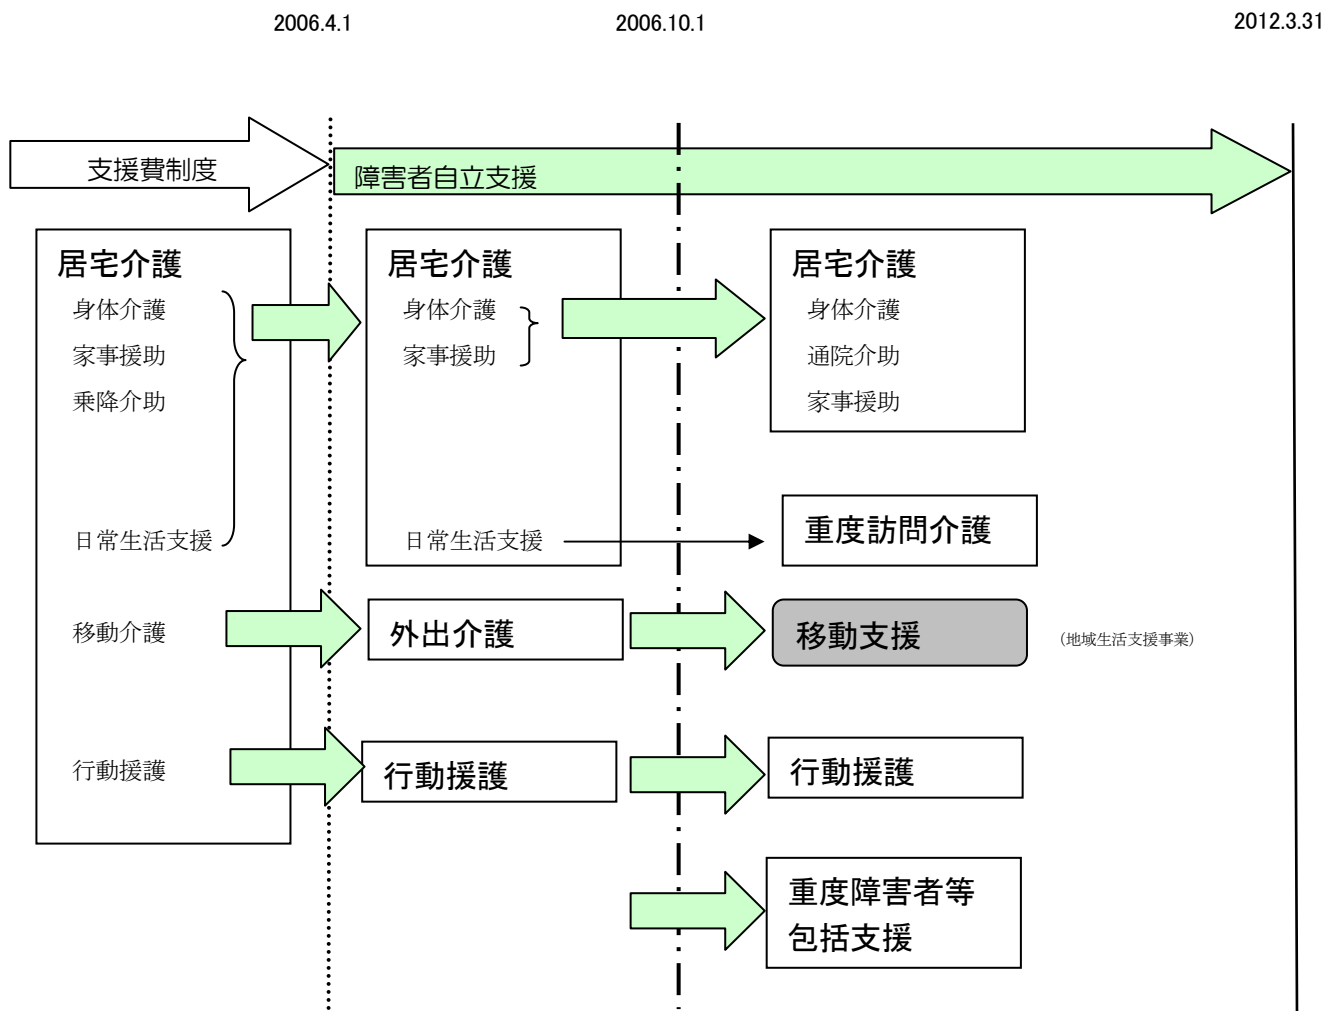 2006.4.1
2006.10.1
2012.3.31
支援費制度
障害者自立支援
居宅介護
身体介護
家事援助
乗降介助
日常生活支援
移動介護
行動援護
居宅介護
身体介護
家事援助
日常生活支援
外出介護
行動援護
居宅介護
身体介護
通院介助
家事援助
重度訪問介護
移動支援
(地域生活支援事業)
行動援護
重度障害者等
包括支援